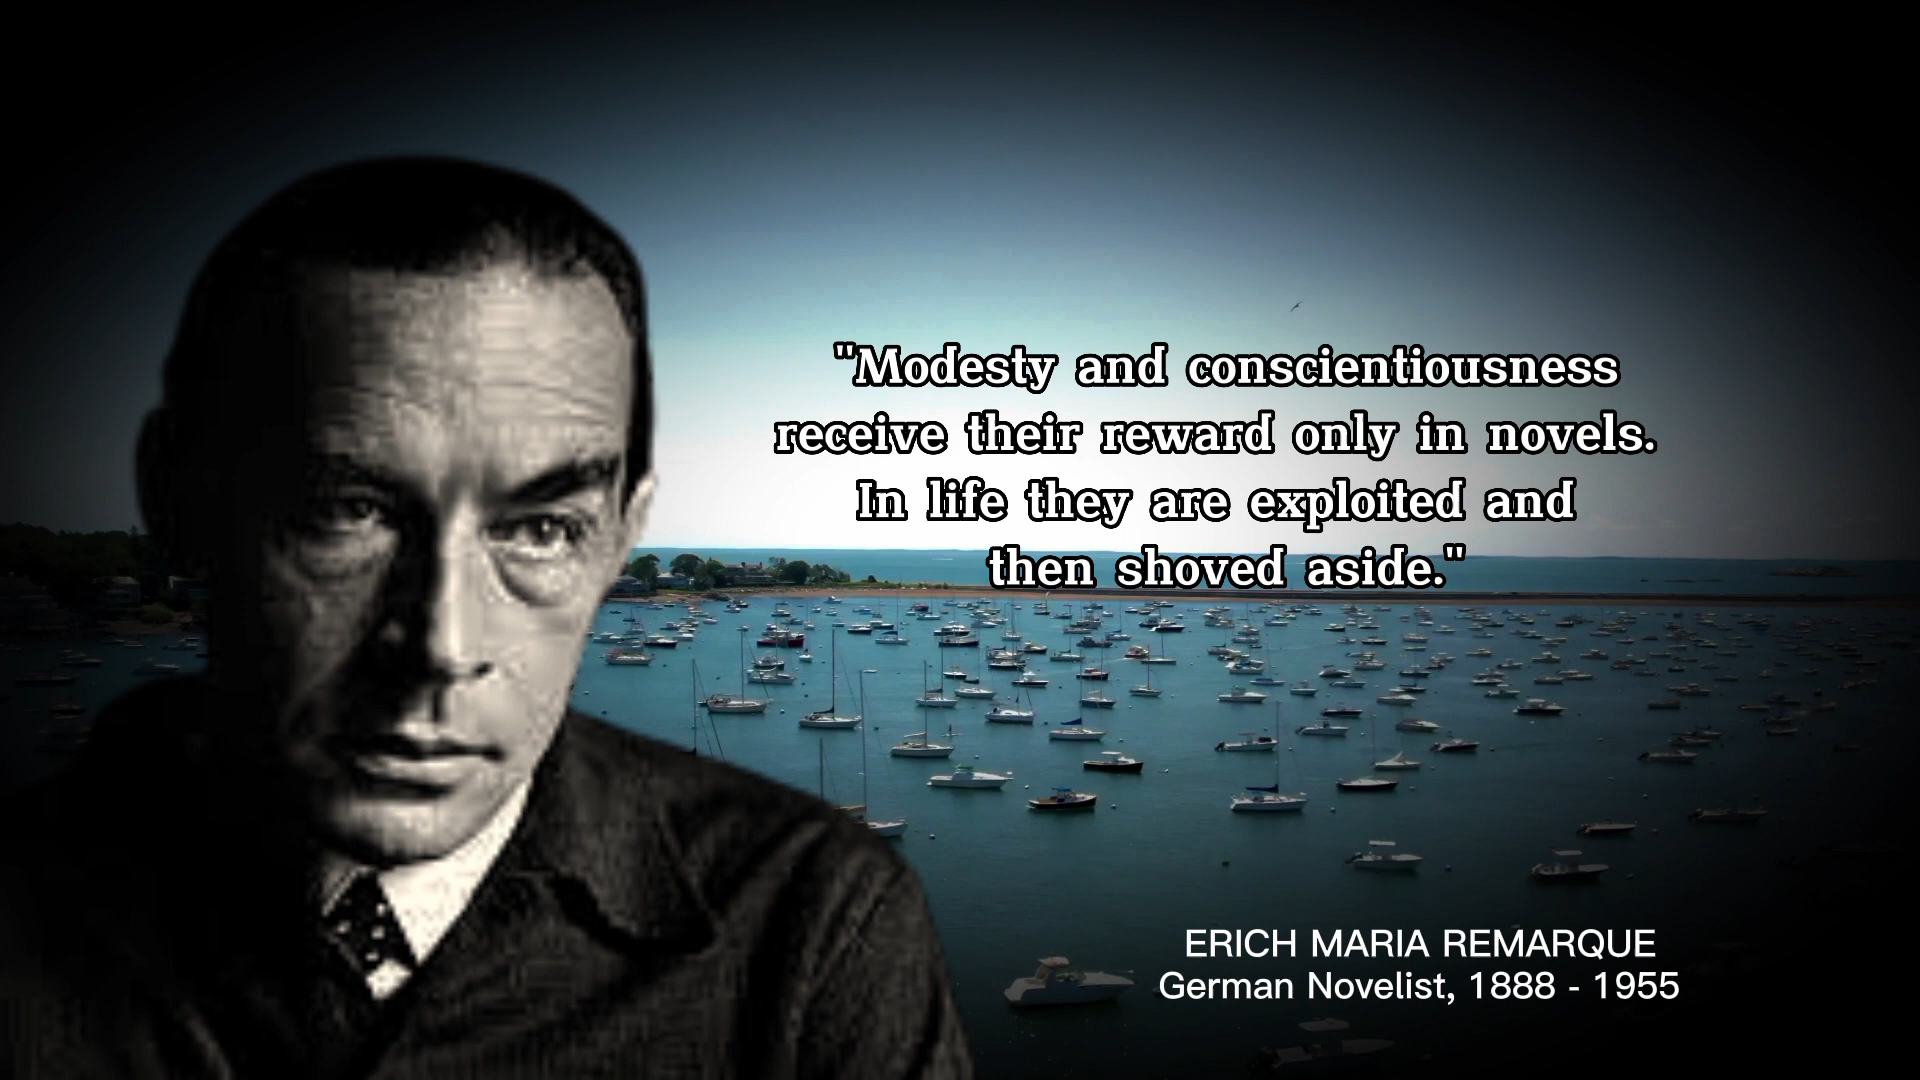 "Modesty and conscientiousness
receive their reward only in novels.
In life they are exploited and
then shoved aside."
ERICH MARIA REMARQUE
German Novelist, 1888 - 1955